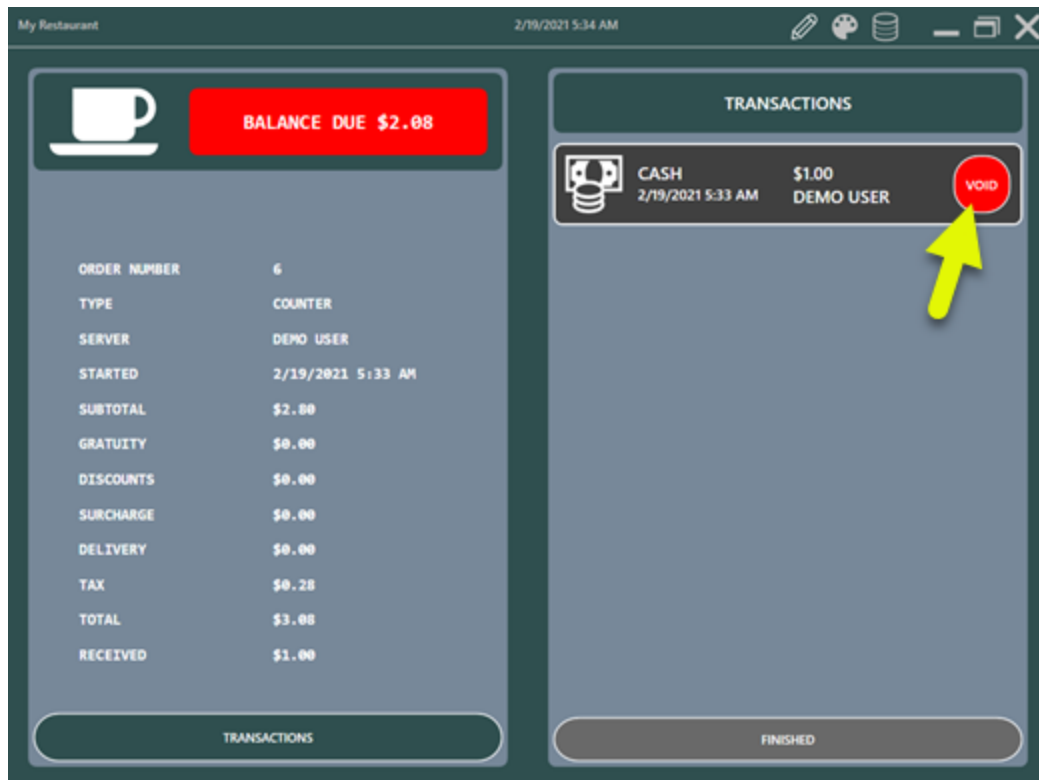 My Restaurant 2/19/2021 5:34 AM
BALANCE DUE $2.08
ORDER NUMBER 6
TYPE COUNTER
SERVER DEMO USER
STARTED 2/19/2021 5:33 AM
SUBTOTAL $2.80
GRATUITY $0.00
DISCOUNTS $0.00
SURCHARGE $0.00
DELIVERY $0.00
TAX $0.28
TOTAL $3.08
RECEIVED $1.00
TRANSACTIONS
TRANSACTIONS
CASH $1.00
2/19/2021 5:33 AM DEMO USER
VOID
FINISHED